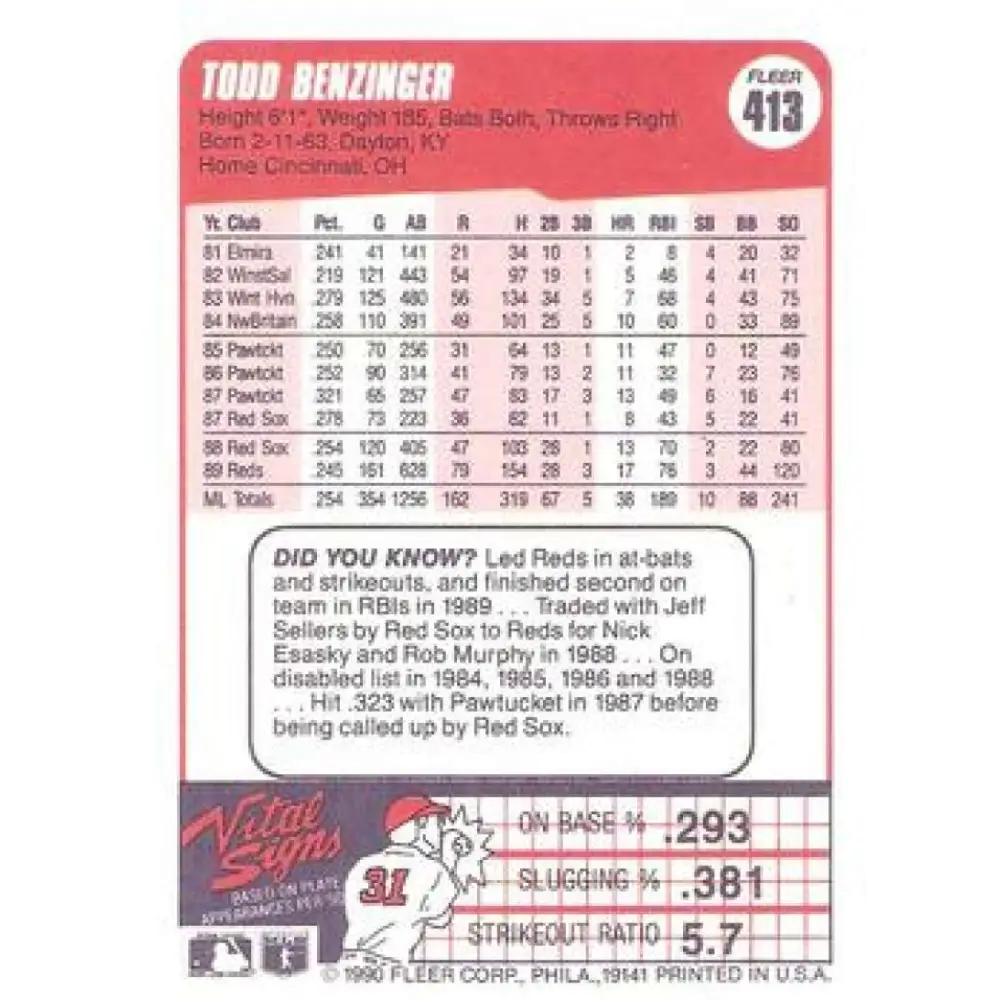 TODD BENZINGER
FLEER
413
Height 6'1", Weight 185, Bats Both, Throws Right
Born 2-11-63, Dayton, KY
Home Cincinnati, OH
Yr. Club Pct. G AB R H 2B 3B HR RBI SB BB SO
81 Elmira .241 41 141 21 34 10 1 2 8 4 20 32
82 WinstSal .219 121 443 54 97 19 1 5 46 4 41 71
83 Wint Hvn .279 125 480 56 134 34 5 7 68 4 43 75
84 NwBritain .258 110 391 49 101 25 5 10 60 0 33 89
85 Pawtckt .250 70 256 31 64 13 1 11 47 0 12 49
86 Pawtckt .252 90 314 41 79 13 2 11 32 7 23 76
87 Pawtckt .321 65 257 47 83 17 3 13 49 6 16 41
87 Red Sox .278 73 223 36 62 11 1 8 43 5 22 41
88 Red Sox .254 120 405 47 103 28 1 13 70 2 22 80
89 Reds .245 161 628 79 154 28 3 17 76 3 44 120
ML Totals .254 354 1256 162 319 67 5 38 189 10 88 241
DID YOU KNOW? Led Reds in at-bats
and strikeouts, and finished second on
team in RBIs in 1989 . . . Traded with Jeff
Sellers by Red Sox to Reds for Nick
Esasky and Rob Murphy in 1988 . . . On
disabled list in 1984, 1985, 1986 and 1988
. . . Hit .323 with Pawtucket in 1987 before
being called up by Red Sox.
Vital
Signs
BASED ON PLATE
APPEARANCES PER
31
ON BASE % .293
SLUGGING % .381
STRIKEOUT RATIO 5.7
© 1990 FLEER CORP., PHILA., 19141 PRINTED IN U.S.A.